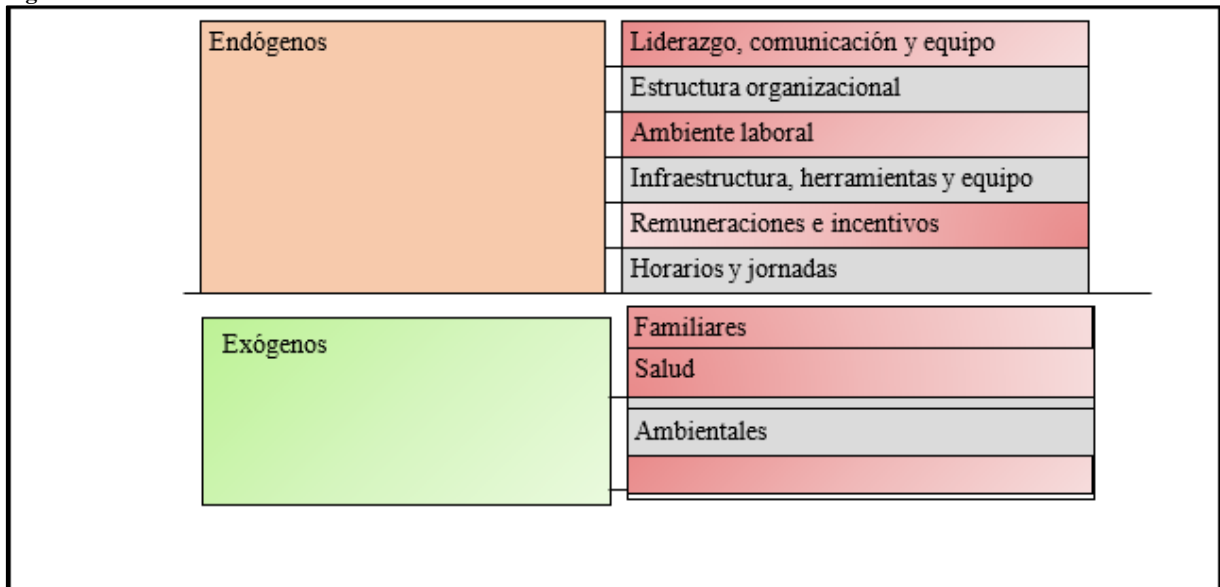 Endógenos
Liderazgo, comunicación y equipo
Estructura organizacional
Ambiente laboral
Infraestructura, herramientas y equipo
Remuneraciones e incentivos
Horarios y jornadas
Exógenos
Familiares
Salud
Ambientales